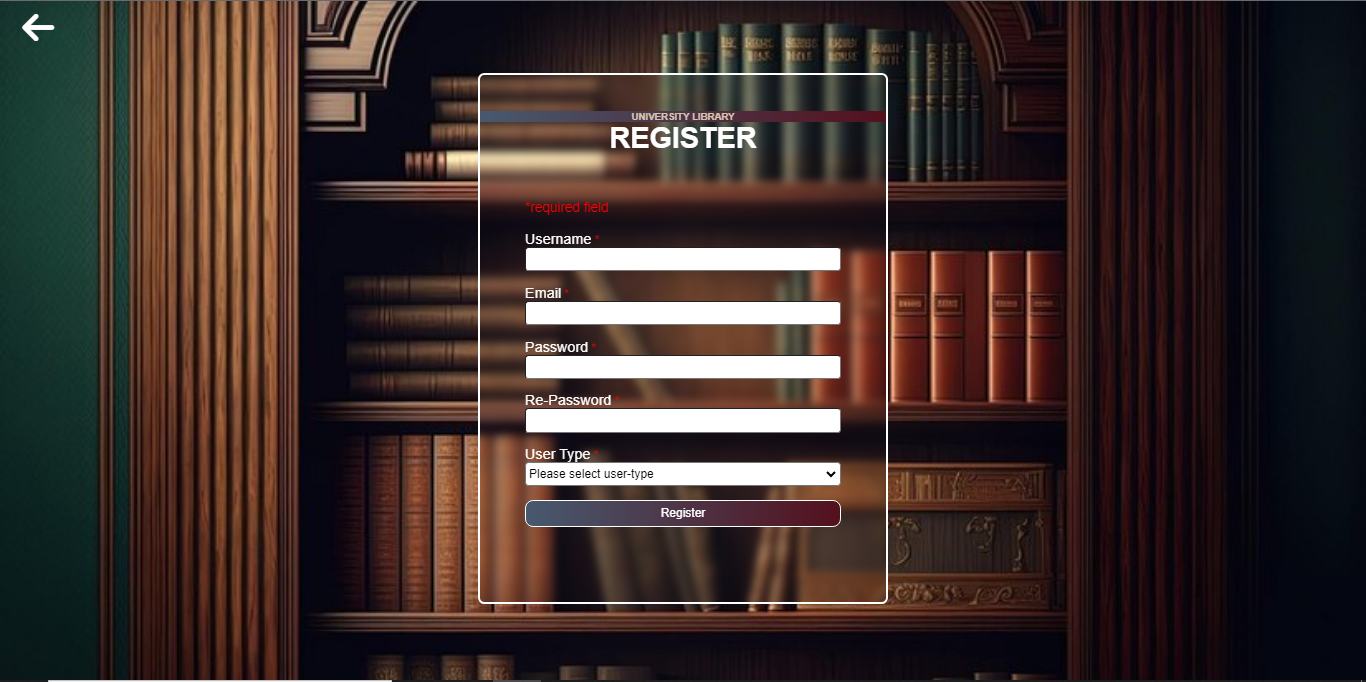 UNIVERSITY LIBRARY
REGISTER
*required field
Username *
Email *
Password *
Re-Password *
User Type *
Please select user-type
Register